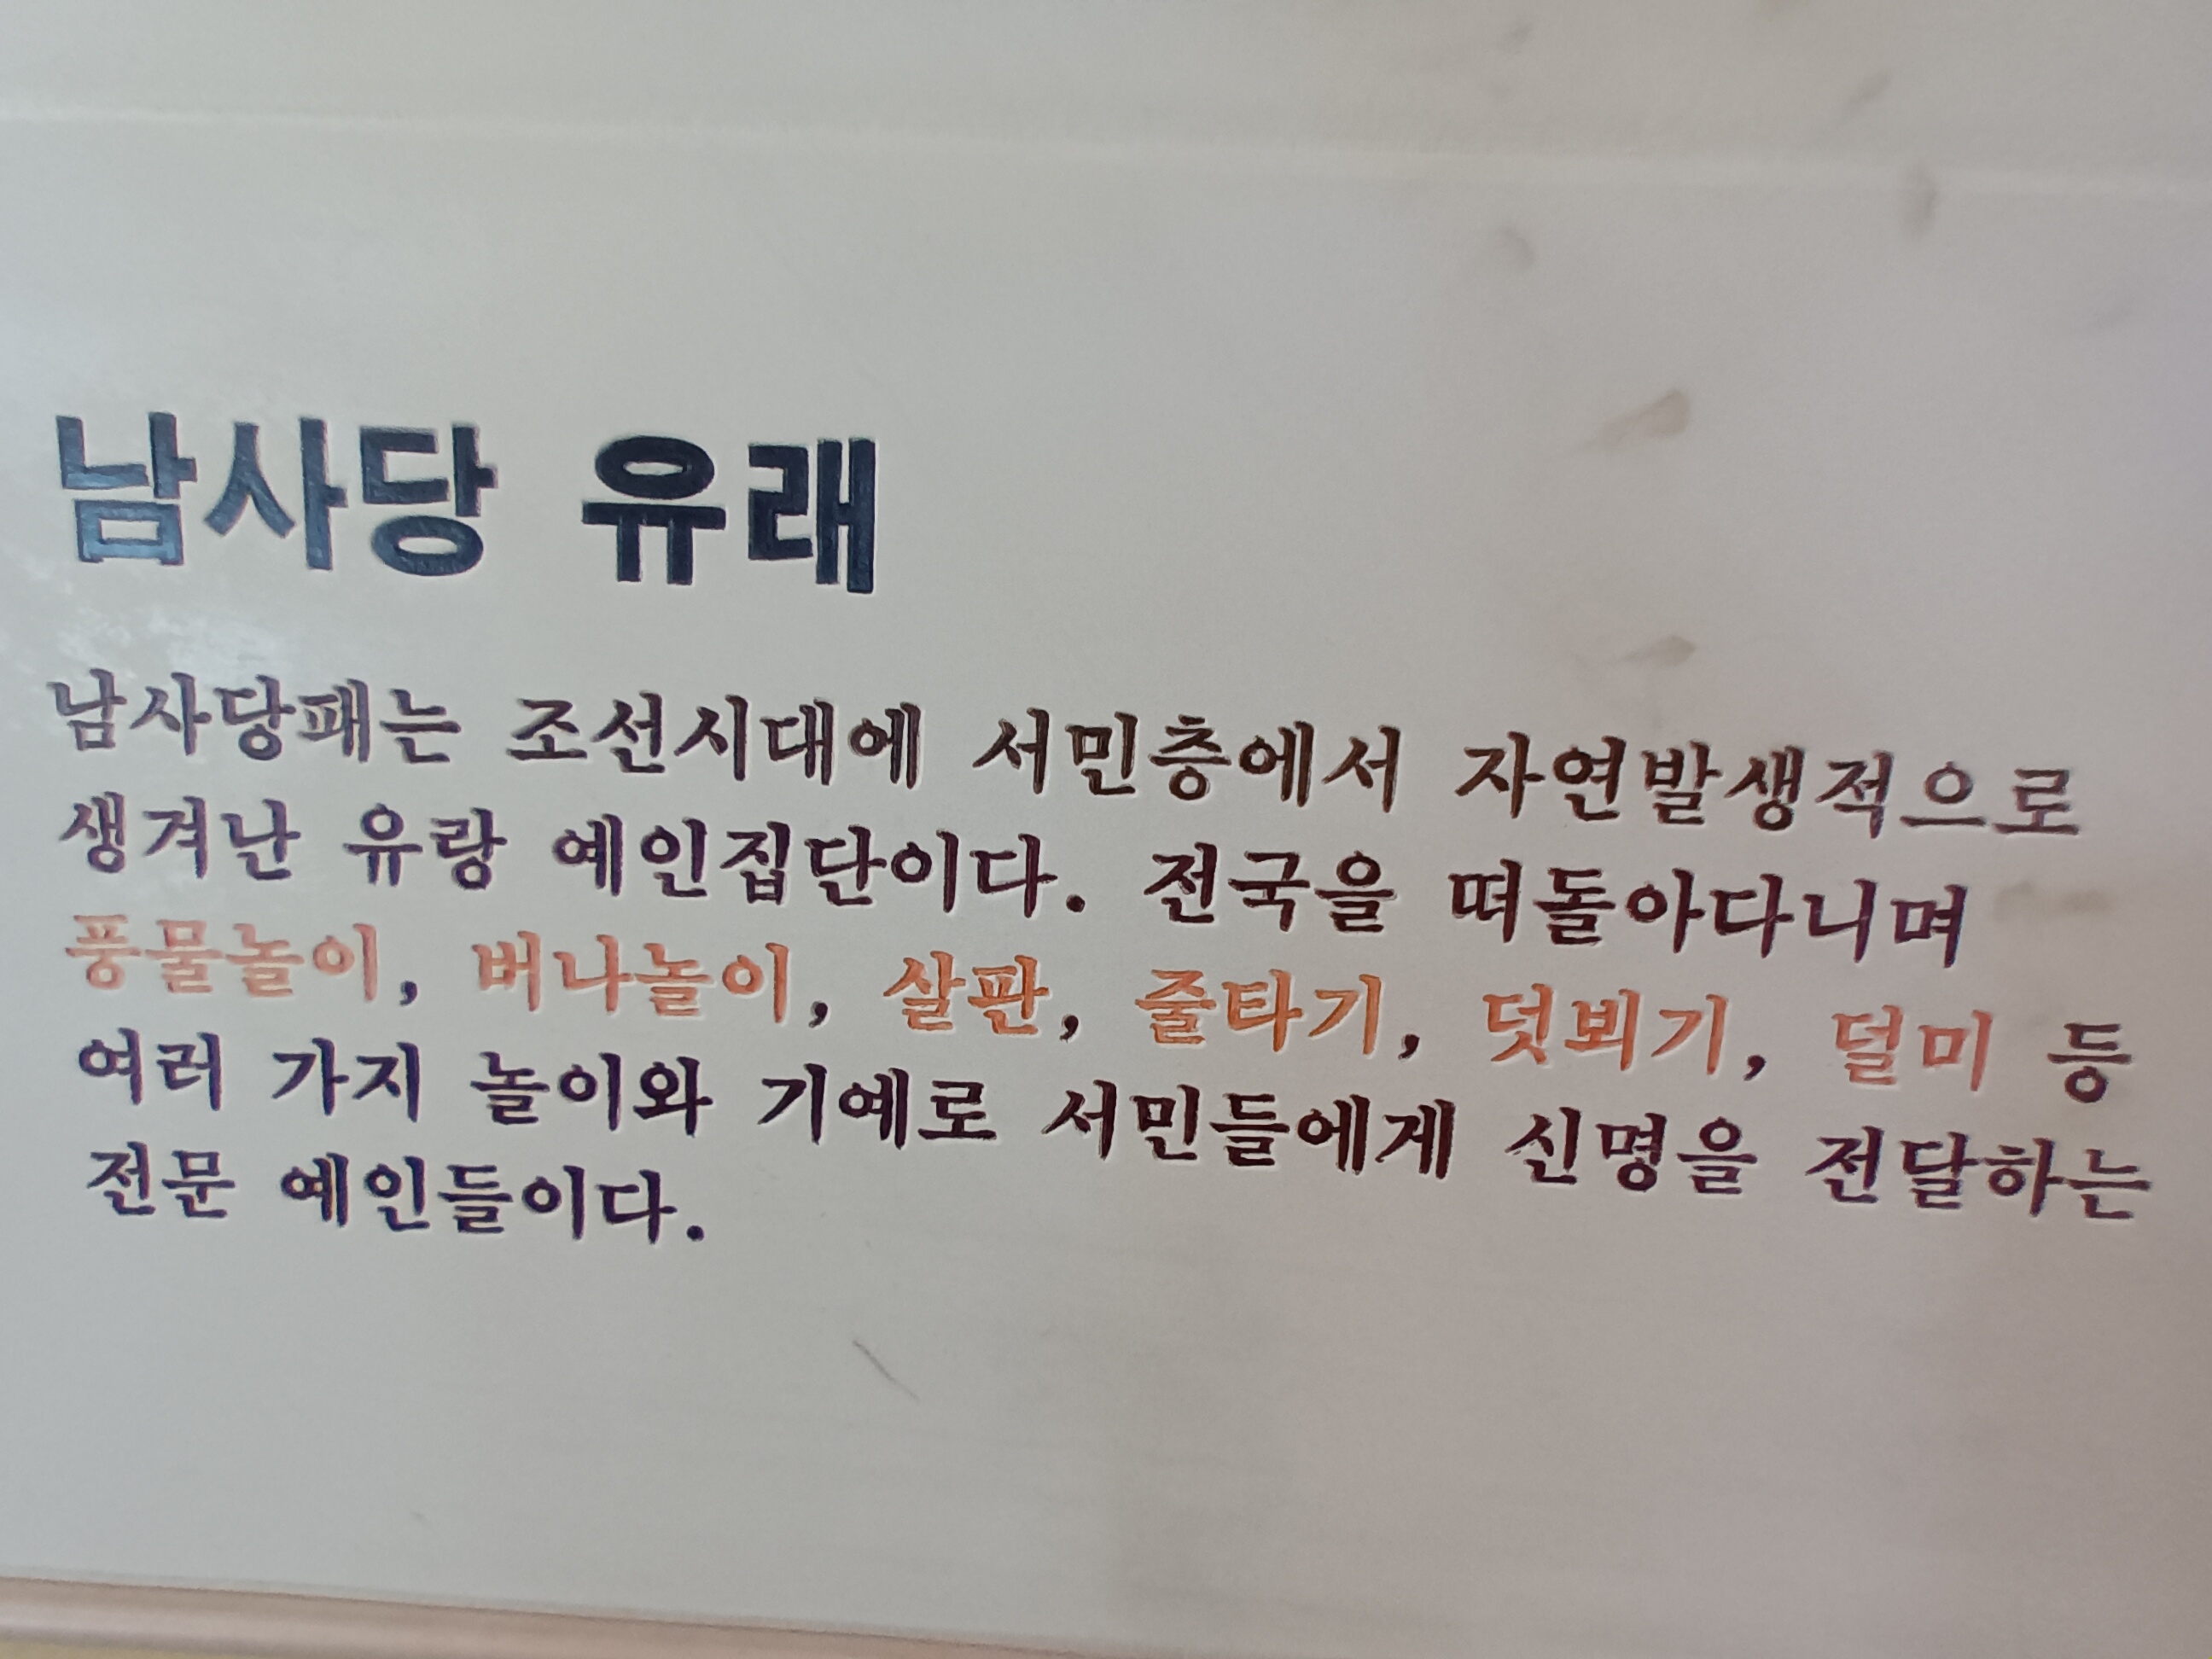 남사당 유래
남사당패는 조선시대에 서민층에서 자연발생적으로
생겨난 유랑 예인집단이다. 전국을 떠돌아다니며
풍물놀이, 버나놀이, 살판, 줄타기, 덧뵈기, 덜미 등
여러 가지 놀이와 기예로 서민들에게 신명을 전달하는
전문 예인들이다.